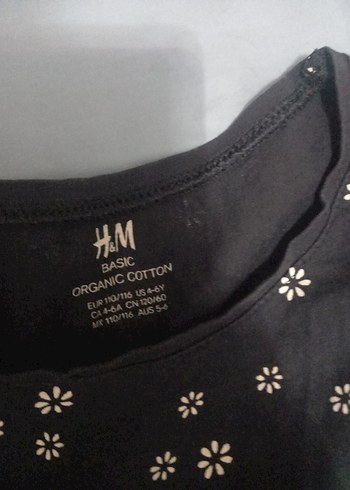 H&M
BASIC
ORGANIC COTTON
EUR 110/116 US 4-6Y
CA 4-6A CN 120/60
MX 110/116 AUS 5-6